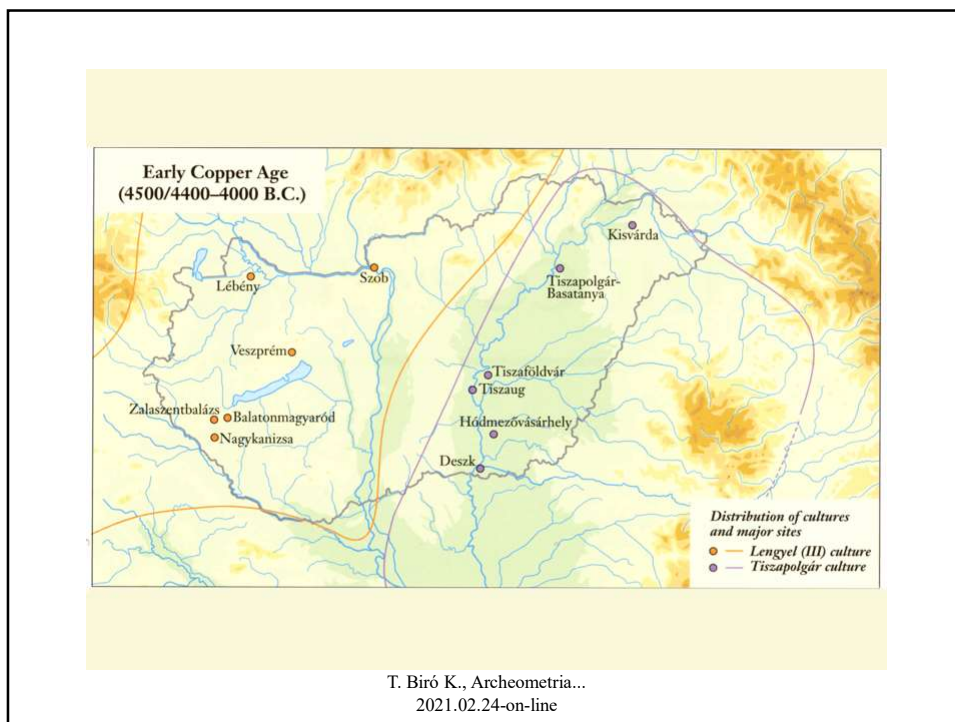 Early Copper Age
(4500/4400–4000 B.C.)
Kisvárda
Szob
Tiszapolgár-
Basatanya
Lébény
Veszprém
Tiszaföldvár
Tiszaug
Zalaszentbalázs
Balatonmagyaród
Hódmezővásárhely
Nagykanizsa
Deszk
Distribution of cultures
and major sites
Lengyel (III) culture
Tiszapolgár culture
T. Biró K., Archeometria...
2021.02.24-on-line